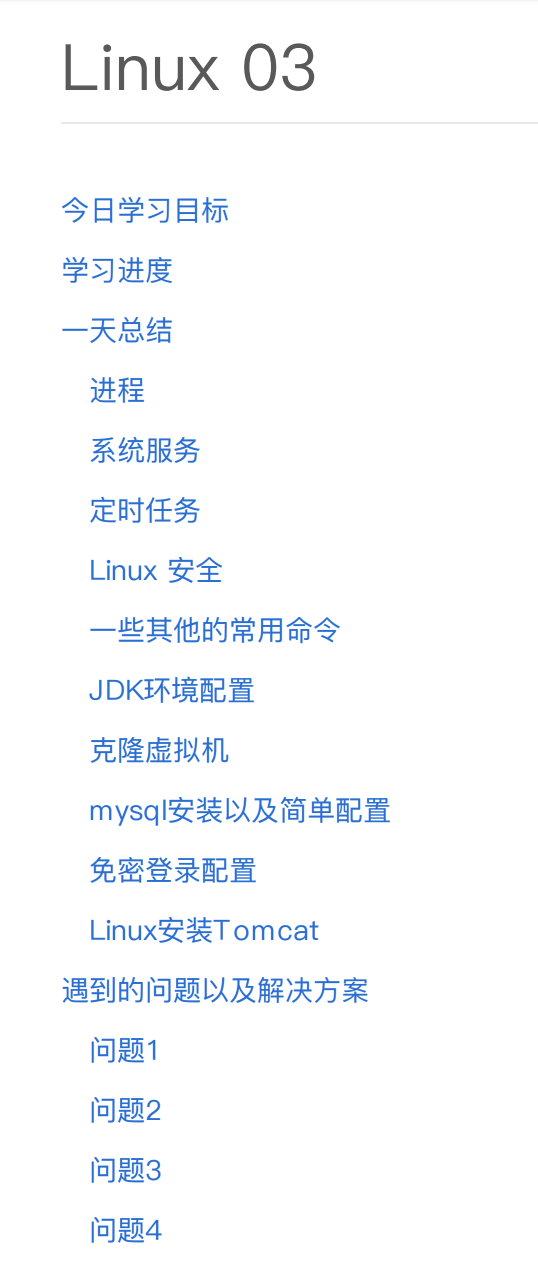 Linux 03
今日学习目标
学习进度
一天总结
进程
系统服务
定时任务
Linux 安全
一些其他的常用命令
JDK环境配置
克隆虚拟机
mysql安装以及简单配置
免密登录配置
Linux安装Tomcat
遇到的问题以及解决方案
问题1
问题2
问题3
问题4